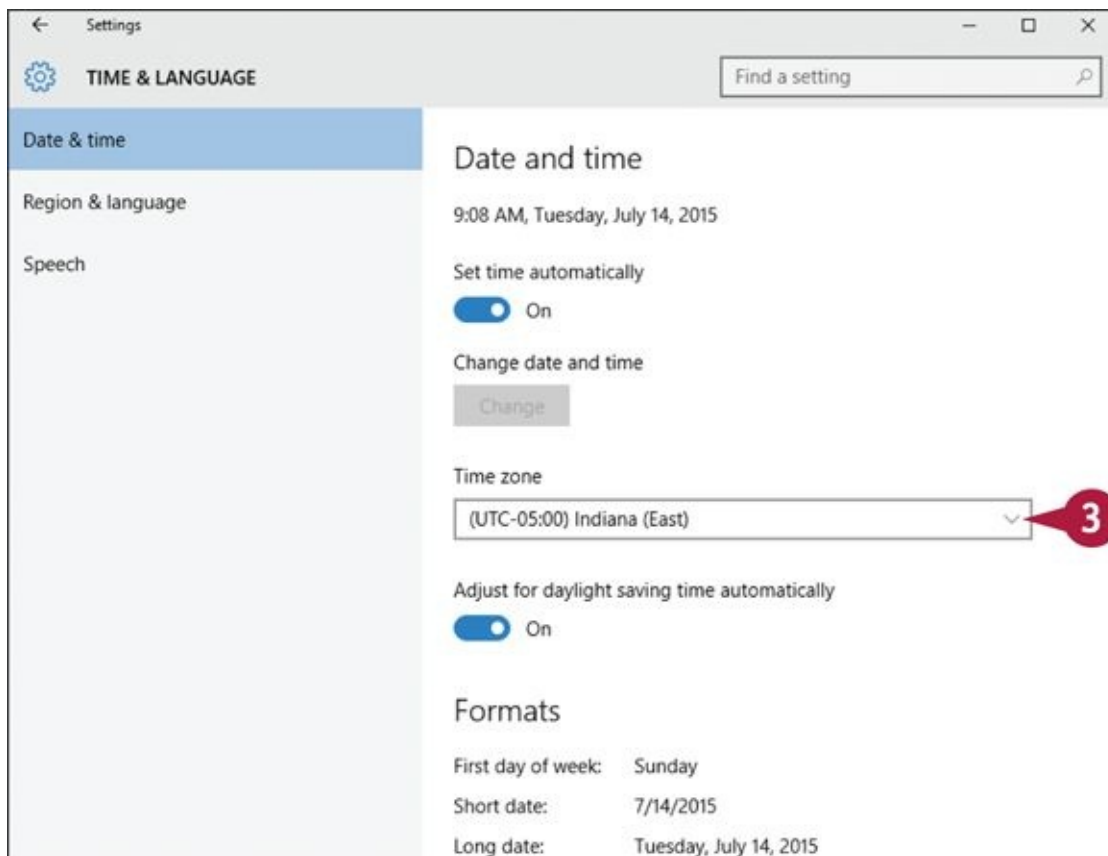 Settings
TIME & LANGUAGE
Find a setting
Date & time
Region & language
Speech
Date and time
9:08 AM, Tuesday, July 14, 2015
Set time automatically
On
Change date and time
Change
Time zone
(UTC-05:00) Indiana (East)
3
Adjust for daylight saving time automatically
On
Formats
First day of week: Sunday
Short date: 7/14/2015
Long date: Tuesday, July 14, 2015